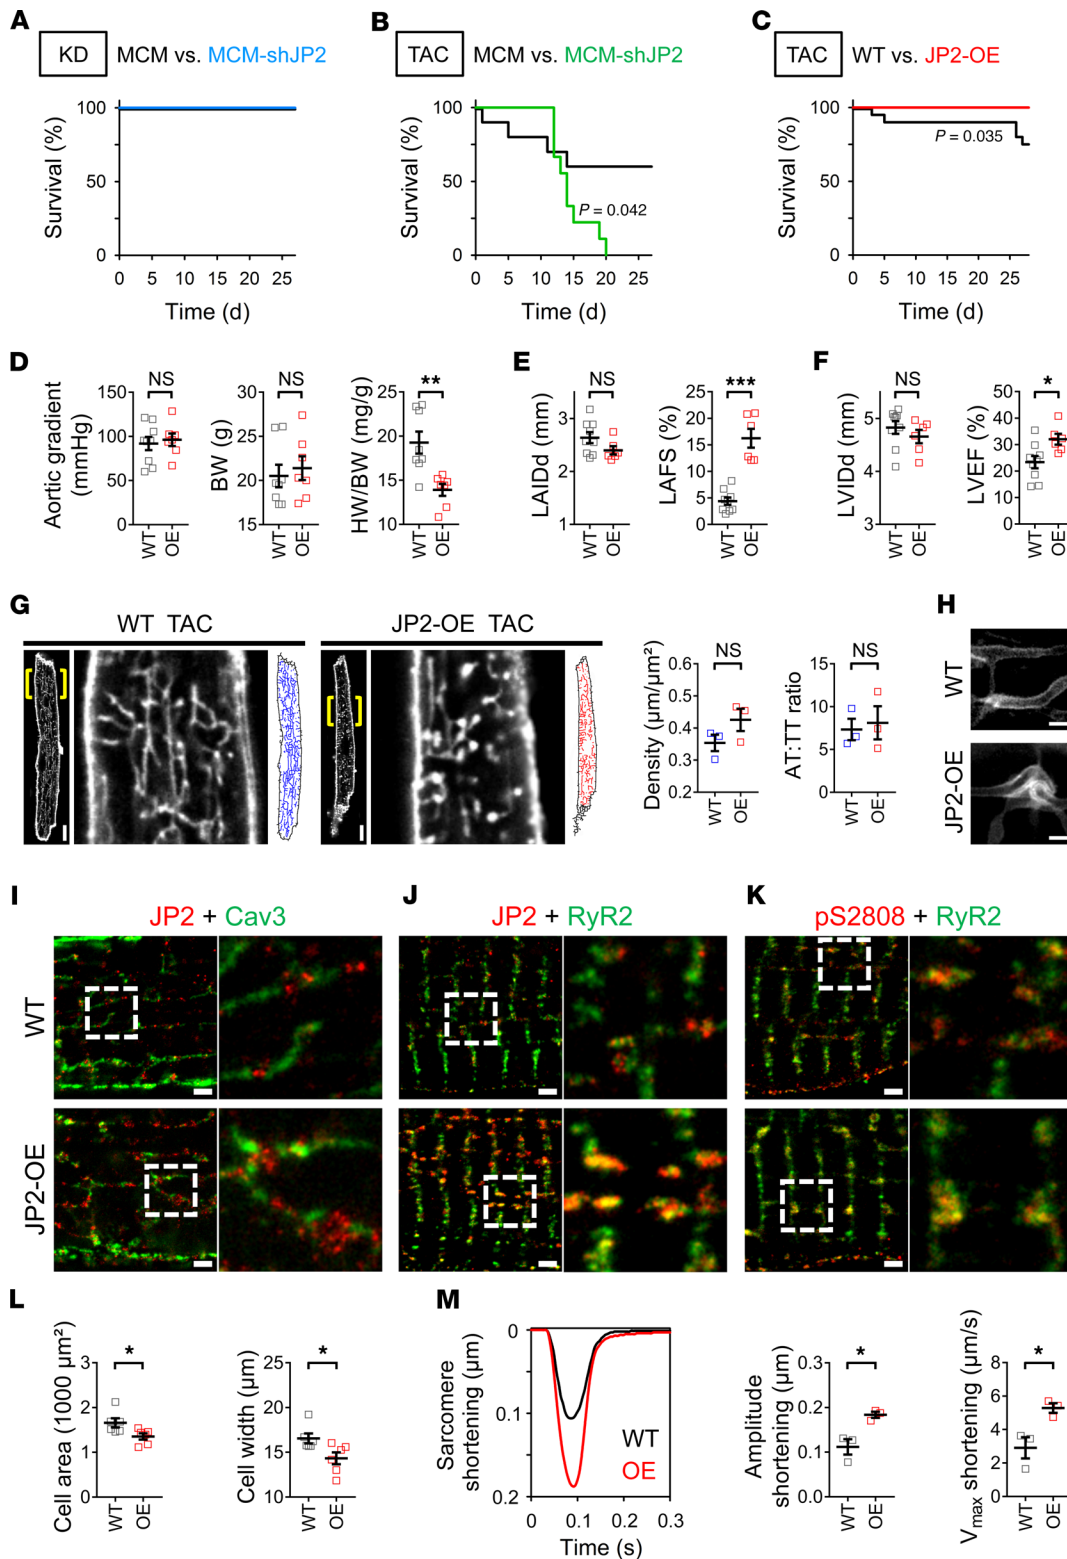 A
B
C
KD MCM vs. MCM-shJP2
TAC MCM vs. MCM-shJP2
TAC WT vs. JP2-OE
Survival (%)
100
50
0
0 5 10 15 20 25
Time (d)
Survival (%)
100
50
0
P = 0.042
0 5 10 15 20 25
Time (d)
Survival (%)
100
50
0
P = 0.035
0 5 10 15 20 25
Time (d)
D
Aortic gradient
(mmHg)
150
100
50
0
NS
WT OE
BW (g)
30
25
20
15
NS
WT OE
HW/BW (mg/g)
25
20
15
10
**
WT OE
E
LAIDd (mm)
3
2
1
NS
WT OE
LAFS (%)
25
20
15
10
5
0
***
WT OE
F
LVIDd (mm)
5
4
3
NS
WT OE
LVEF (%)
50
40
30
20
10
0
*
WT OE
G
WT TAC
JP2-OE TAC
Density (µm/µm²)
0.6
0.5
0.4
0.3
0.2
NS
WT OE
AT:TT ratio
15
10
5
0
NS
WT OE
H
WT
JP2-OE
I
JP2 + Cav3
J
JP2 + RyR2
K
pS2808 + RyR2
WT
JP2-OE
L
Cell area (1000 µm²)
3
2
1
0
*
WT OE
Cell width (µm)
25
20
15
10
*
WT OE
M
Sarcomere
shortening (µm)
0
0.1
0.2
WT
OE
0 0.1 0.2 0.3
Time (s)
Amplitude
shortening (µm)
0.3
0.2
0.1
0.0
*
WT OE
Vmax shortening (µm/s)
8
6
4
2
0
*
WT OE